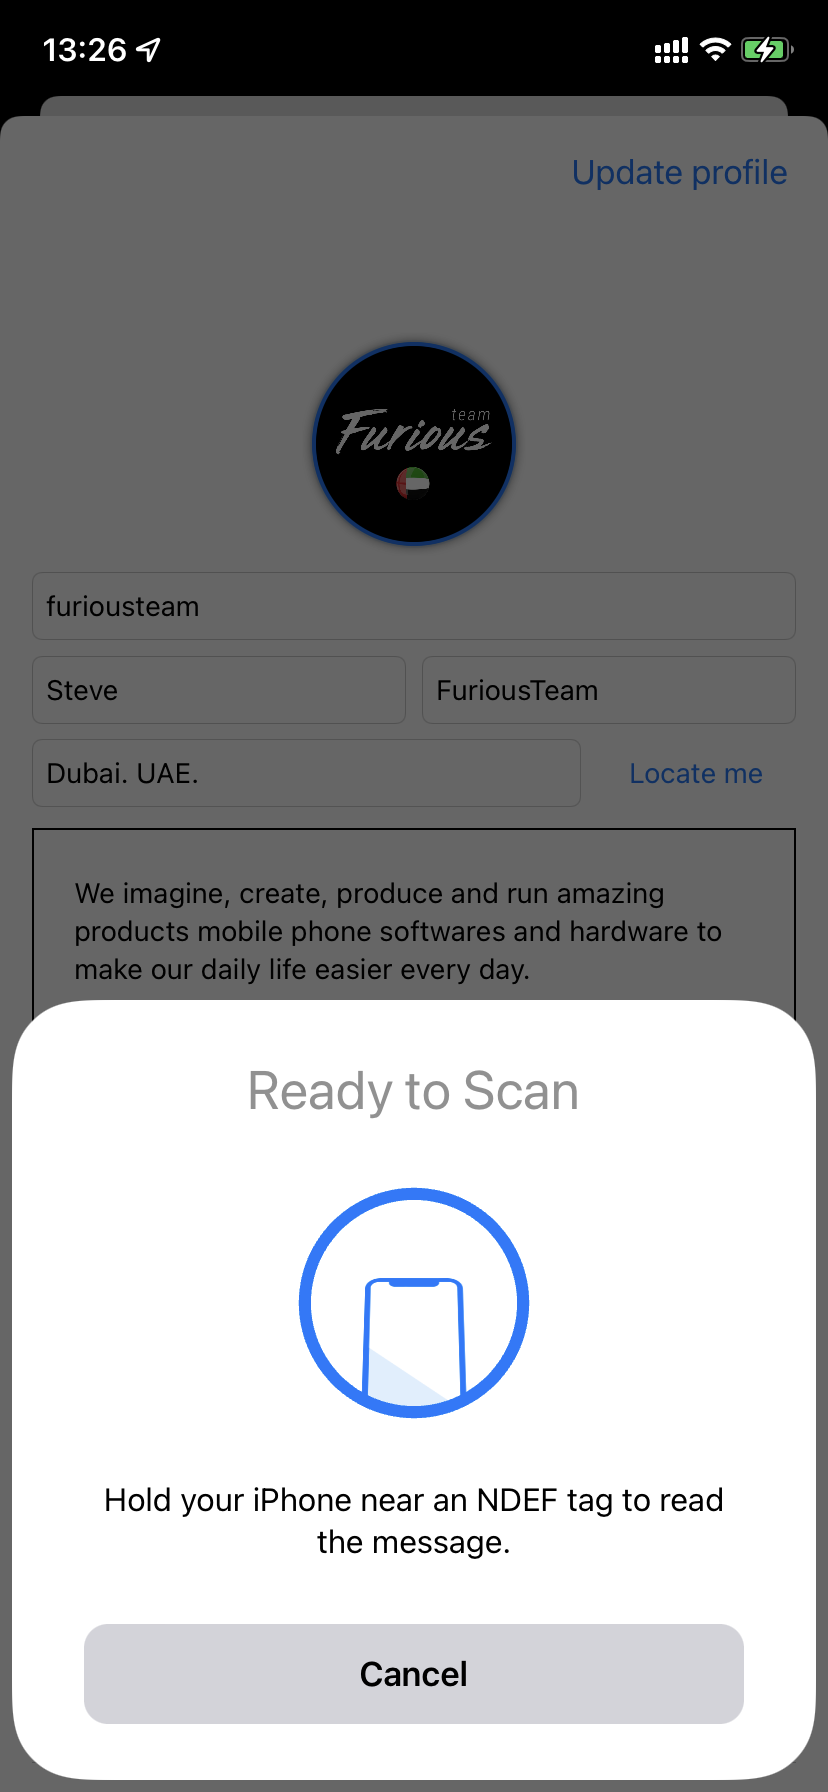 13:26
Update profile
team
Furious
furiousteam
Steve
FuriousTeam
Dubai. UAE.
Locate me
We imagine, create, produce and run amazing
products mobile phone softwares and hardware to
make our daily life easier every day.
Ready to Scan
Hold your iPhone near an NDEF tag to read
the message.
Cancel